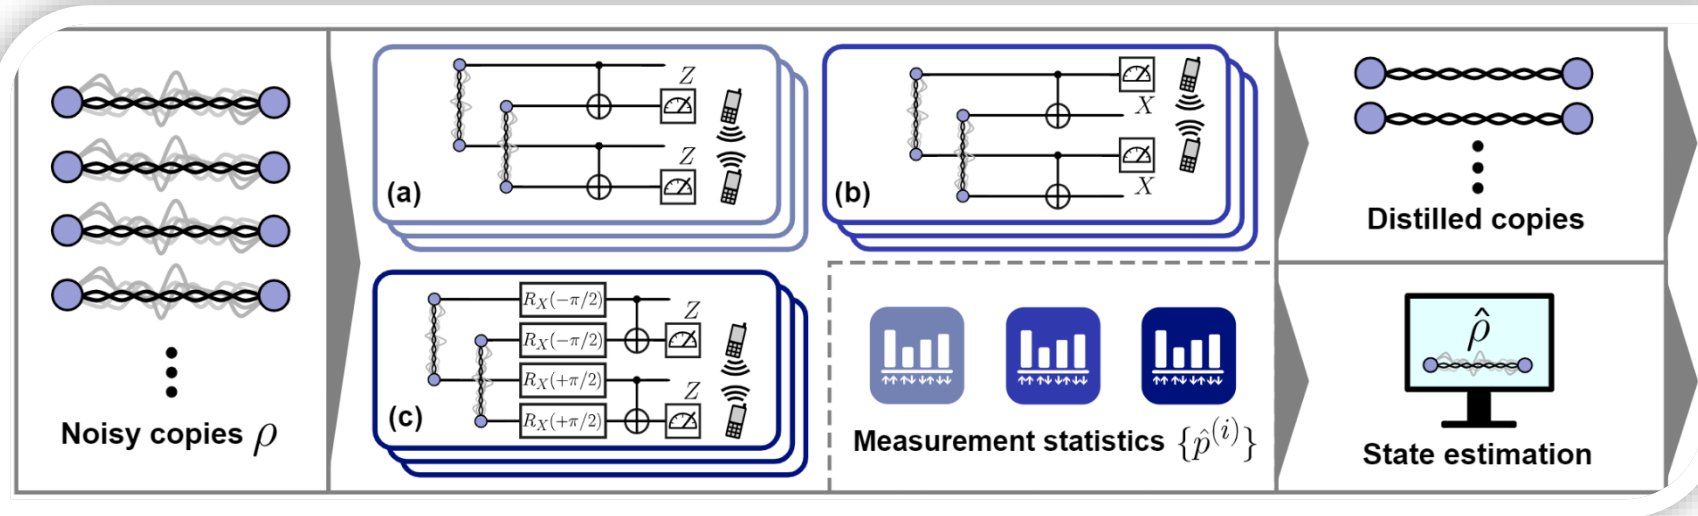 Noisy copies ρ
(a)
Z
Z
(b)
X
X
(c)
R_X(−π/2)
R_X(−π/2)
R_X(+π/2)
R_X(+π/2)
Z
Z
↑↑ ↑↓ ↓↑ ↓↓
↑↑ ↑↓ ↓↑ ↓↓
↑↑ ↑↓ ↓↑ ↓↓
Measurement statistics {p̂^(i)}
Distilled copies
ρ̂
State estimation